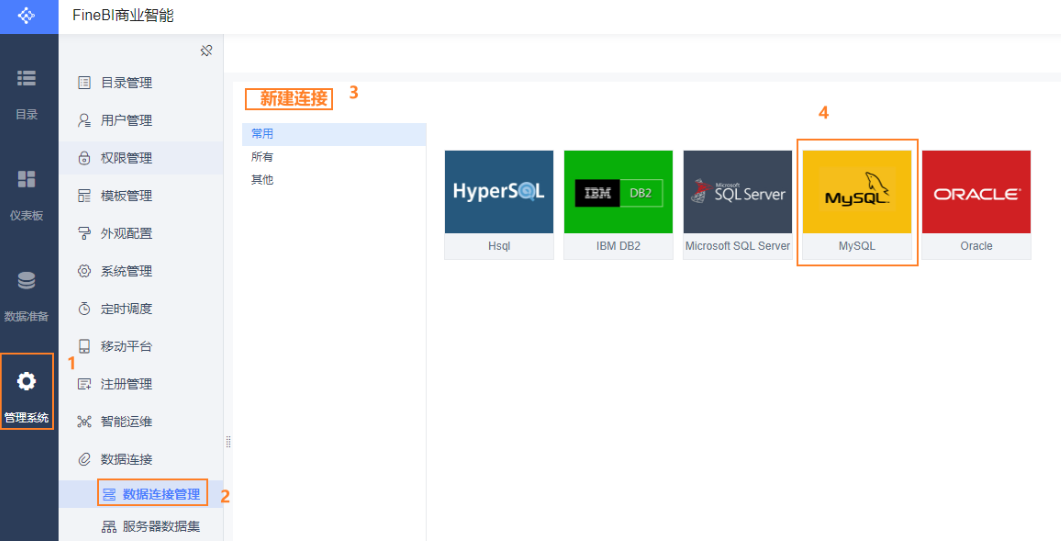 FineBI商业智能
目录
仪表板
数据准备
管理系统
1
目录管理
用户管理
权限管理
模板管理
外观配置
系统管理
定时调度
移动平台
注册管理
智能运维
数据连接
数据连接管理
2
服务器数据集
新建连接
3
常用
所有
其他
4
HyperSQL
Hsql
IBM DB2
IBM DB2
Microsoft SQL Server
Microsoft SQL Server
MySQL
MySQL
ORACLE
Oracle